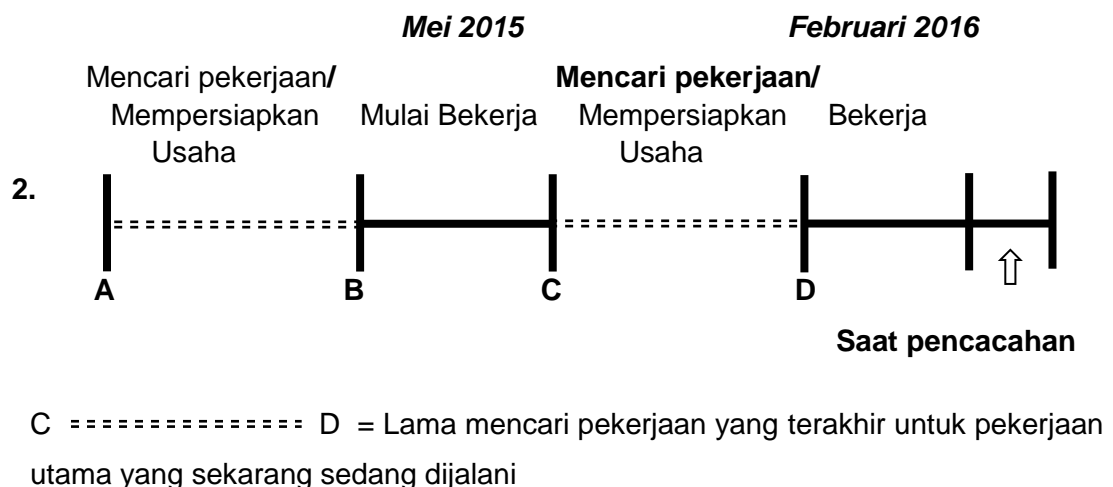 Mei 2015 Februari 2016
Mencari pekerjaan/ Mencari pekerjaan/
Mempersiapkan Mulai Bekerja Mempersiapkan Bekerja
Usaha Usaha
2.
A B C D
Saat pencacahan
C ==================== D = Lama mencari pekerjaan yang terakhir untuk pekerjaan
utama yang sekarang sedang dijalani